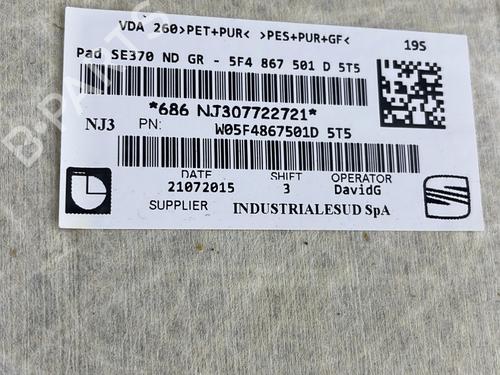 VDA 260>PET+PUR< >PES+PUR+GF<
19S
Pad SE370 ND GR - 5F4 867 501 D 5T5
*686 NJ307722721*
NJ3 PN: W05F4867501D 5T5
DATE SHIFT OPERATOR
21072015 3 DavidG
SUPPLIER INDUSTRIALESUD SpA
B-PARTS